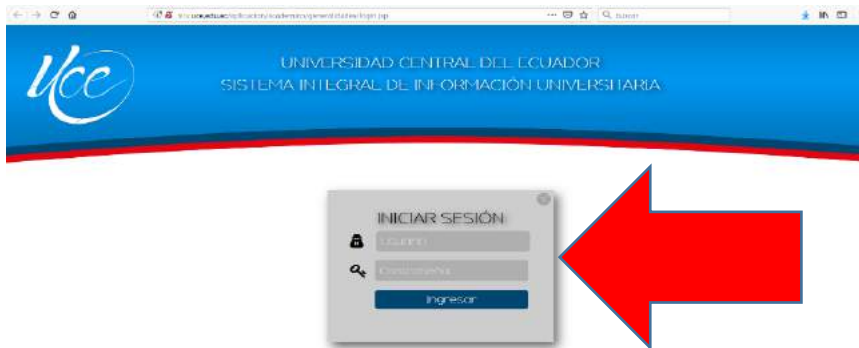 Uce
UNIVERSIDAD CENTRAL DEL ECUADOR
SISTEMA INTEGRAL DE INFORMACIÓN UNIVERSITARIA
INICIAR SESIÓN
Usuario
Contraseña
Ingresar